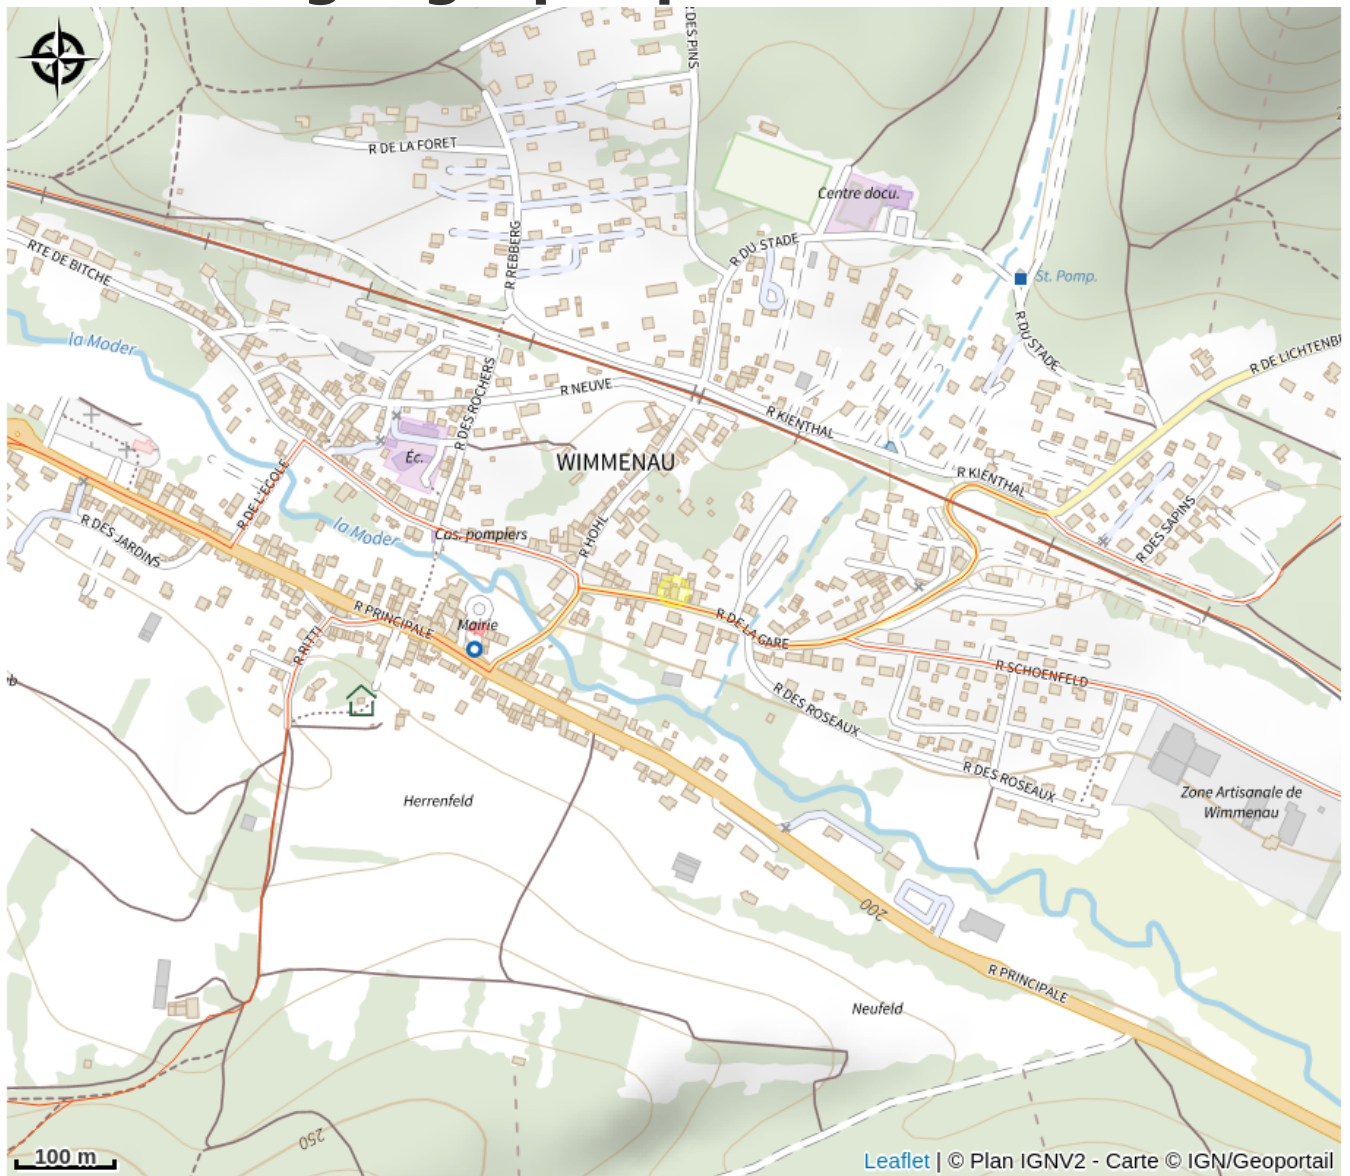 R DES PINS
R DE LA FORET
Centre docu.
R DU STADE
R REBBERG
RTE DE BITCHE
St. Pomp.
R DU STADE
la Moder
R DE LICHTENBE
R NEUVE
R DES ROCHERS
R KIENTHAL
Éc.
WIMMENAU
R KIENTHAL
R DE L'ECOLE
R DES SAPINS
R DES JARDINS
la Moder
Cas. pompiers
R HOHL
R PRINCIPALE
Mairie
R DE LA GARE
R RITTI
R SCHOENFELD
R DES ROSEAUX
R DES ROSEAUX
Herrenfeld
Zone Artisanale de
Wimmenau
200
R PRINCIPALE
Neufeld
250
100 m
Leaflet | © Plan IGNV2 - Carte © IGN/Geoportail